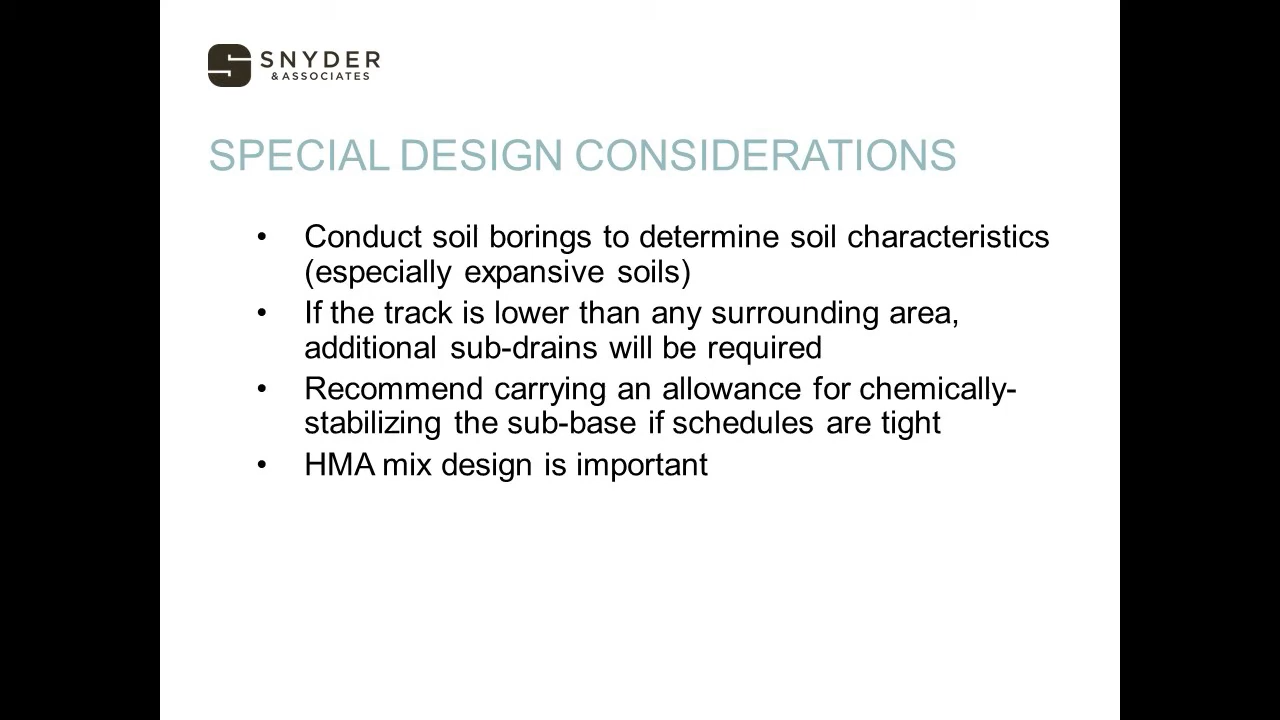 SNYDER
& ASSOCIATES
SPECIAL DESIGN CONSIDERATIONS
• Conduct soil borings to determine soil characteristics
(especially expansive soils)
• If the track is lower than any surrounding area,
additional sub-drains will be required
• Recommend carrying an allowance for chemically-
stabilizing the sub-base if schedules are tight
• HMA mix design is important